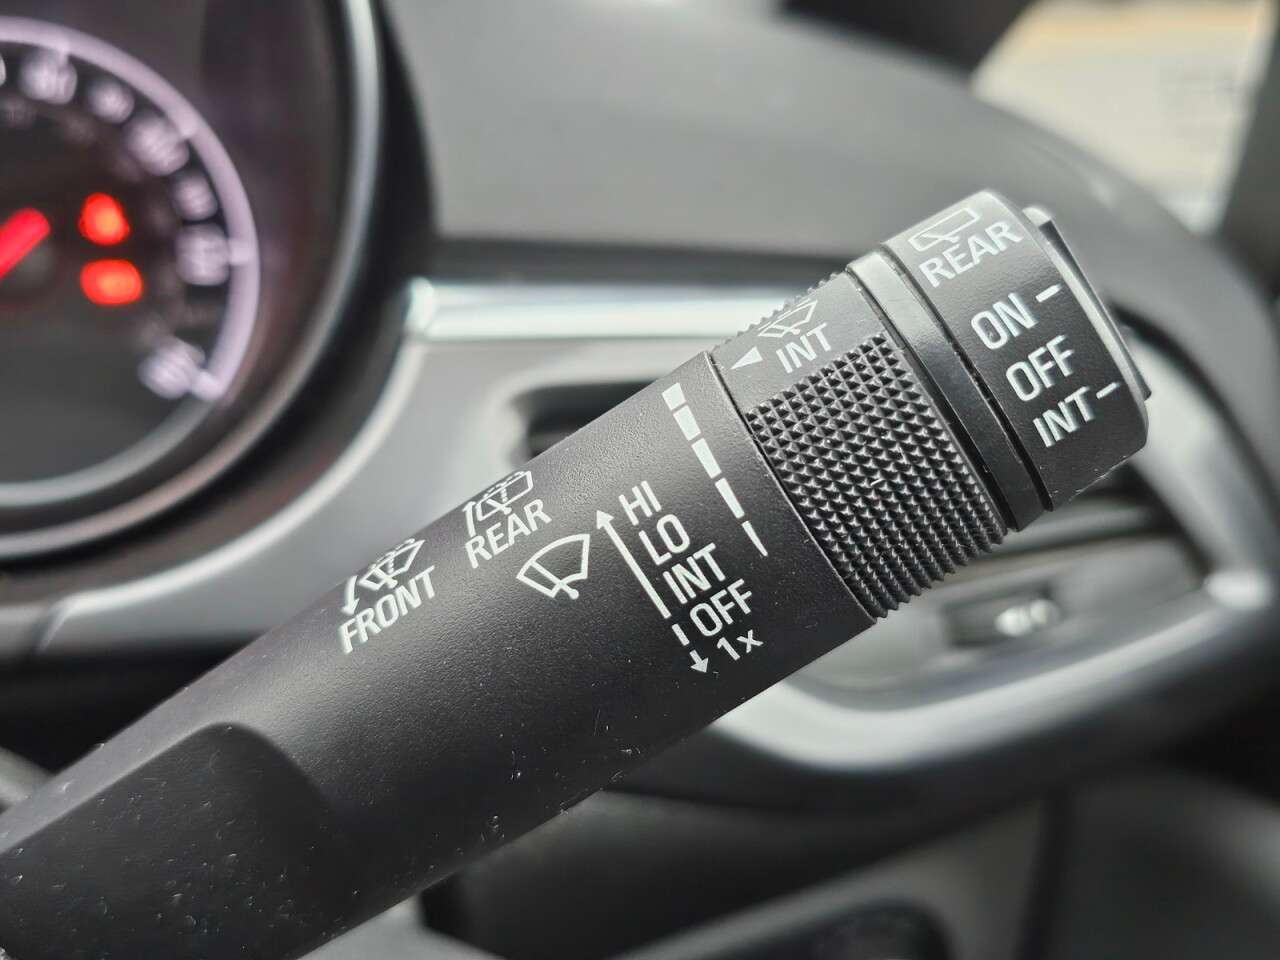 REAR
ON
OFF
INT
INT
HI
LO
INT
OFF
1x
REAR
FRONT